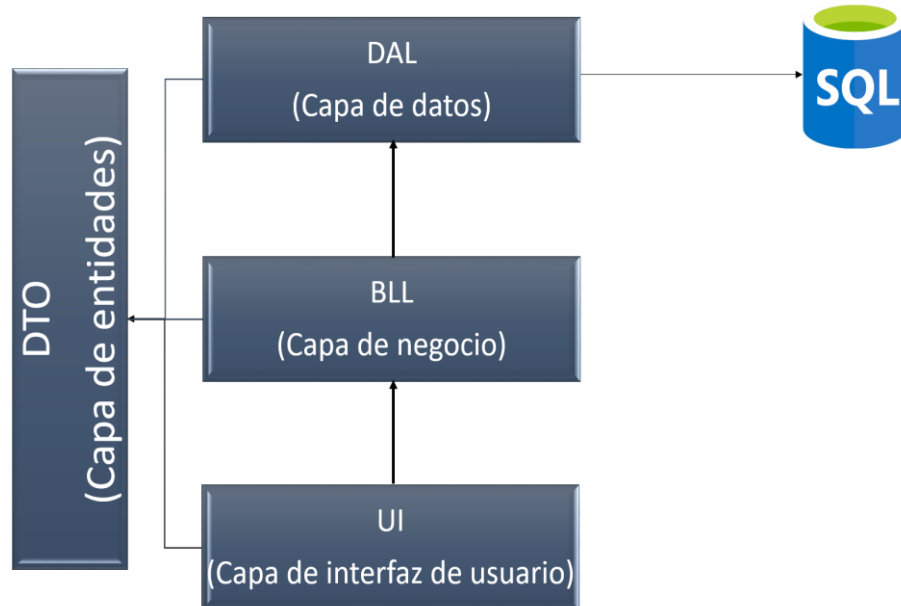 DAL
(Capa de datos)
SQL
DTO
(Capa de entidades)
BLL
(Capa de negocio)
UI
(Capa de interfaz de usuario)